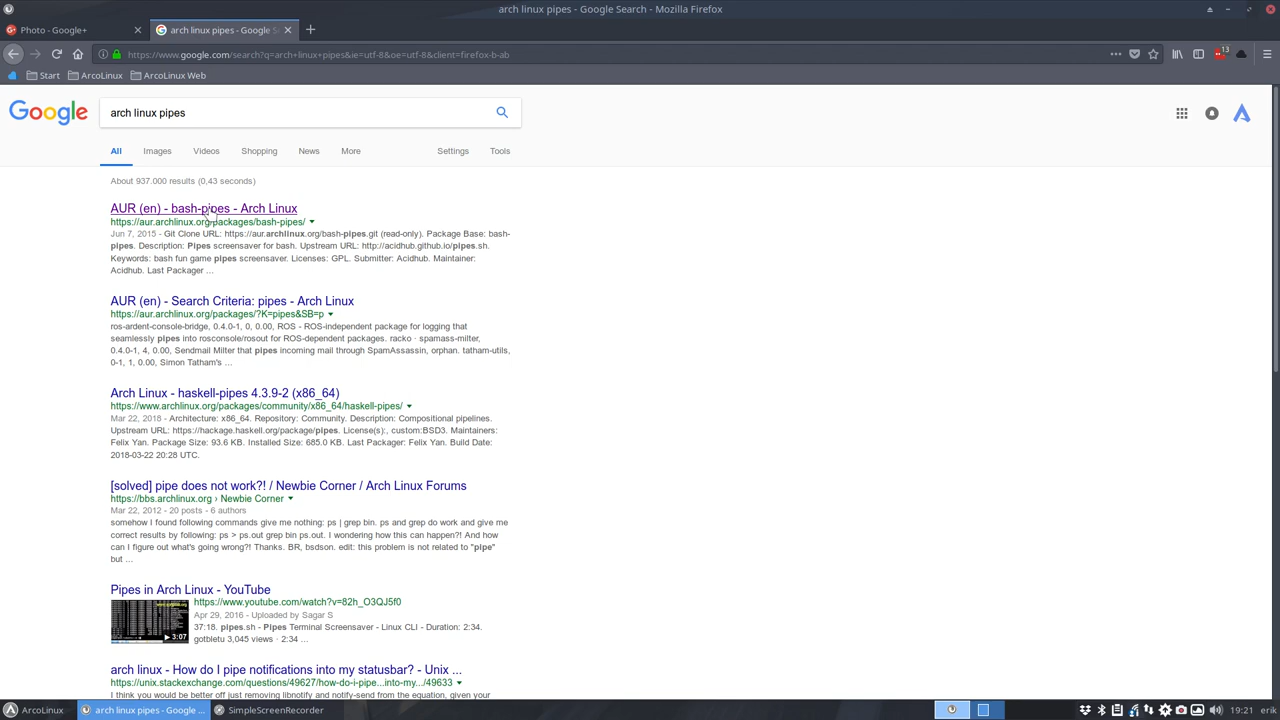 arch linux pipes - Google Search - Mozilla Firefox
Photo - Google+
arch linux pipes - Google S
https://www.google.com/search?q=arch+linux+pipes&ie=utf-8&oe=utf-8&client=firefox-b-ab
13
Start
ArcoLinux
ArcoLinux Web
Google
arch linux pipes
All
Images
Videos
Shopping
News
More
Settings
Tools
About 937.000 results (0,43 seconds)
AUR (en) - bash-pipes - Arch Linux
https://aur.archlinux.org/packages/bash-pipes/
Jun 7, 2015 - Git Clone URL: https://aur.archlinux.org/bash-pipes.git (read-only). Package Base: bash-
pipes. Description: Pipes screensaver for bash. Upstream URL: http://acidhub.github.io/pipes.sh.
Keywords: bash fun game pipes screensaver. Licenses: GPL. Submitter: Acidhub. Maintainer:
Acidhub. Last Packager ...
AUR (en) - Search Criteria: pipes - Arch Linux
https://aur.archlinux.org/packages/?K=pipes&SB=p
ros-ardent-console-bridge, 0.4.0-1, 0, 0.00, ROS - ROS-independent package for logging that
seamlessly pipes into rosconsole/rosout for ROS-dependent packages. racko · spamass-milter,
0.4.0-1, 4, 0.00, Sendmail Milter that pipes incoming mail through SpamAssassin, orphan. tatham-utils,
0-1, 1, 0.00, Simon Tatham's ...
Arch Linux - haskell-pipes 4.3.9-2 (x86_64)
https://www.archlinux.org/packages/community/x86_64/haskell-pipes/
Mar 22, 2018 - Architecture: x86_64. Repository: Community. Description: Compositional pipelines.
Upstream URL: https://hackage.haskell.org/package/pipes. License(s):, custom:BSD3. Maintainers:
Felix Yan. Package Size: 93.6 KB. Installed Size: 685.0 KB. Last Packager: Felix Yan. Build Date:
2018-03-22 20:28 UTC.
[solved] pipe does not work?! / Newbie Corner / Arch Linux Forums
https://bbs.archlinux.org › Newbie Corner
Mar 22, 2012 - 20 posts - 6 authors
somehow I found following commands give me nothing: ps | grep bin. ps and grep do work and give me
correct results by following: ps > ps.out grep bin ps.out. I wondering how this can happen?! And how
can I figure out what's going wrong?! Thanks. BR, bsdson. edit: this problem is not related to "pipe"
but ...
Pipes in Arch Linux - YouTube
https://www.youtube.com/watch?v=82h_O3QJ5f0
Apr 29, 2016 - Uploaded by Sagar S
37:18. pipes.sh - Pipes Terminal Screensaver - Linux CLI - Duration: 2:34.
gotbletu 3,045 views · 2:34 ...
3:07
arch linux - How do I pipe notifications into my statusbar? - Unix ...
https://unix.stackexchange.com/questions/49627/how-do-i-pipe...into-my.../49633
I think you would be better off just removing libnotify and notify-send from the equation, given your
ArcoLinux
arch linux pipes - Google ...
SimpleScreenRecorder
19:21
erik